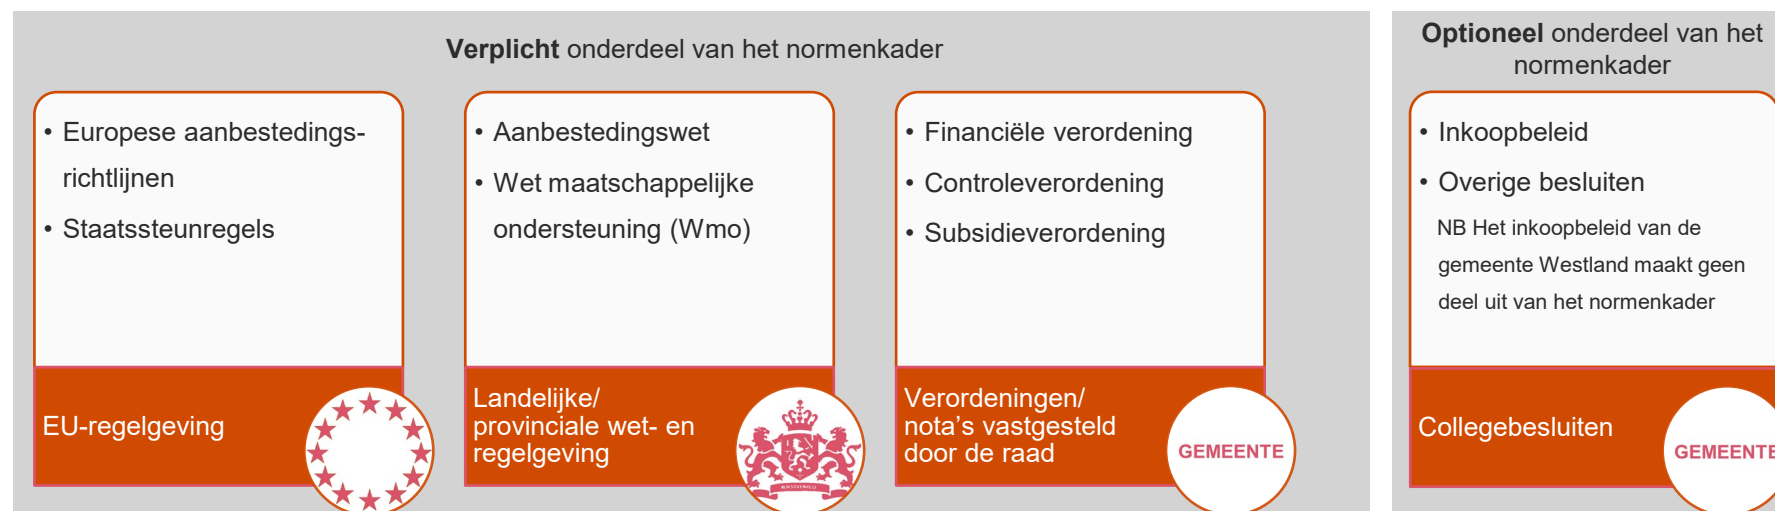 Verplicht onderdeel van het normenkader
• Europese aanbestedings-
richtlijnen
• Staatssteunregels
EU-regelgeving
• Aanbestedingswet
• Wet maatschappelijke
ondersteuning (Wmo)
Landelijke/
provinciale wet- en
regelgeving
• Financiële verordening
• Controleverordening
• Subsidieverordening
Verordeningen/
nota's vastgesteld
door de raad
GEMEENTE
Optioneel onderdeel van het
normenkader
• Inkoopbeleid
• Overige besluiten
NB Het inkoopbeleid van de
gemeente Westland maakt geen
deel uit van het normenkader
Collegebesluiten
GEMEENTE